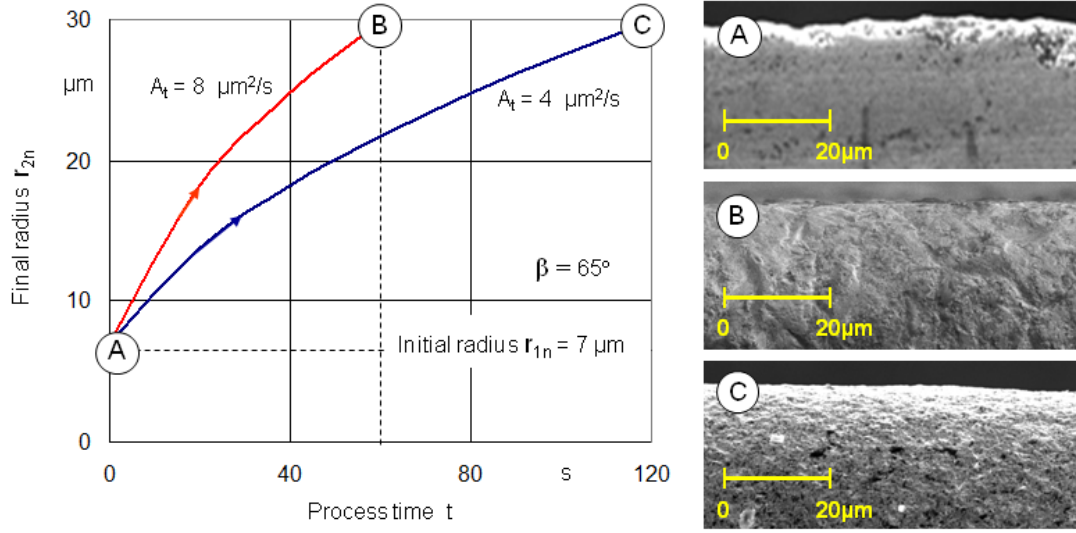 30
µm
20
10
0
Final radius r2n
B
C
At = 8 µm²/s
At = 4 µm²/s
β = 65°
A
Initial radius r1n = 7 µm
0
40
80
s
120
Process time t
A
0
20µm
B
0
20µm
C
0
20µm